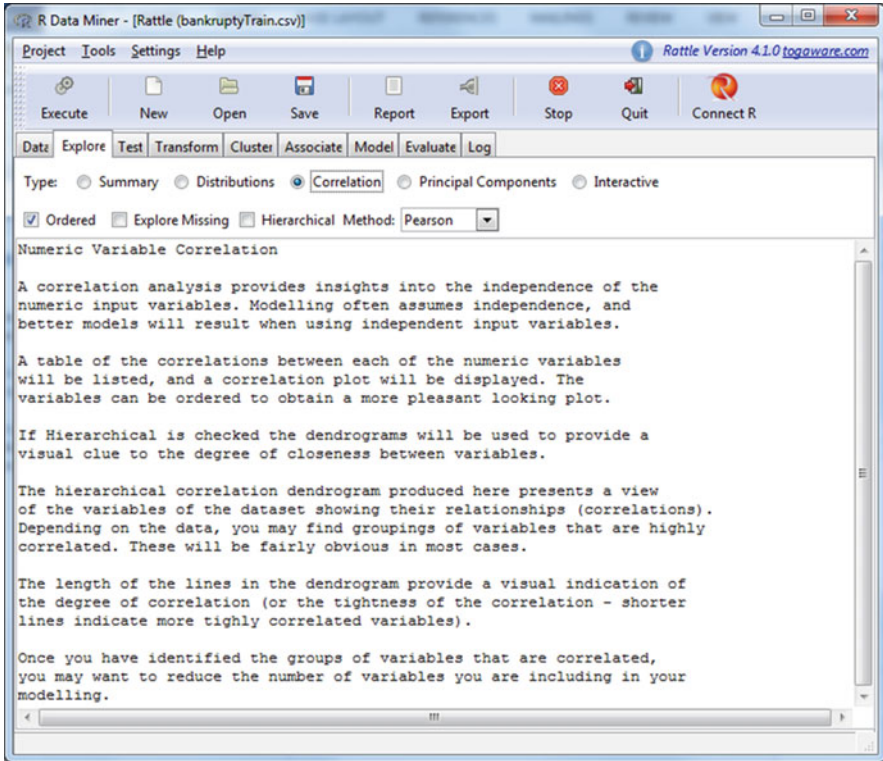 R Data Miner - [Rattle (bankruptyTrain.csv)]
Project Tools Settings Help
Rattle Version 4.1.0 togaware.com
Execute New Open Save Report Export Stop Quit Connect R
Data Explore Test Transform Cluster Associate Model Evaluate Log
Type: Summary Distributions Correlation Principal Components Interactive
Ordered Explore Missing Hierarchical Method: Pearson
Numeric Variable Correlation
A correlation analysis provides insights into the independence of the
numeric input variables. Modelling often assumes independence, and
better models will result when using independent input variables.
A table of the correlations between each of the numeric variables
will be listed, and a correlation plot will be displayed. The
variables can be ordered to obtain a more pleasant looking plot.
If Hierarchical is checked the dendrograms will be used to provide a
visual clue to the degree of closeness between variables.
The hierarchical correlation dendrogram produced here presents a view
of the variables of the dataset showing their relationships (correlations).
Depending on the data, you may find groupings of variables that are highly
correlated. These will be fairly obvious in most cases.
The length of the lines in the dendrogram provide a visual indication of
the degree of correlation (or the tightness of the correlation - shorter
lines indicate more tighly correlated variables).
Once you have identified the groups of variables that are correlated,
you may want to reduce the number of variables you are including in your
modelling.